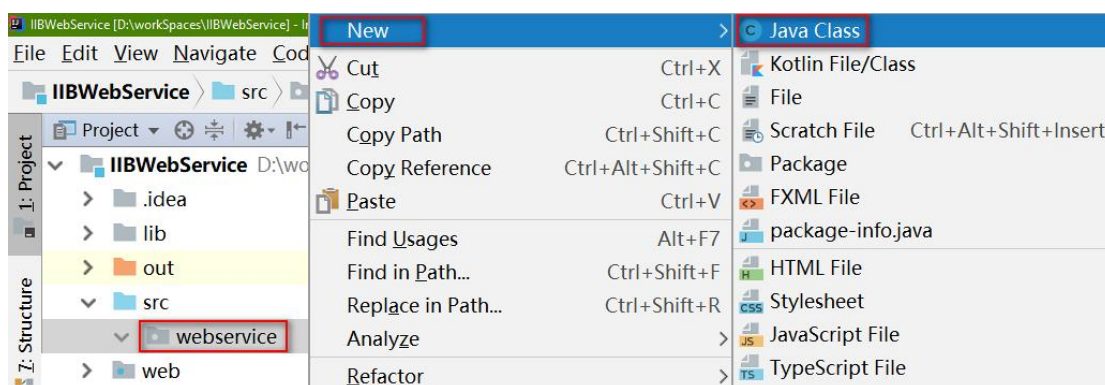 IIBWebService [D:\workSpaces\IIBWebService] - In
File Edit View Navigate Cod
IIBWebService src
Project
IIBWebService D:\wo
.idea
lib
out
src
webservice
web
1: Project
7: Structure
New
Cut Ctrl+X
Copy Ctrl+C
Copy Path Ctrl+Shift+C
Copy Reference Ctrl+Alt+Shift+C
Paste Ctrl+V
Find Usages Alt+F7
Find in Path... Ctrl+Shift+F
Replace in Path... Ctrl+Shift+R
Analyze
Refactor
Java Class
Kotlin File/Class
File
Scratch File Ctrl+Alt+Shift+Insert
Package
FXML File
package-info.java
HTML File
Stylesheet
JavaScript File
TypeScript File